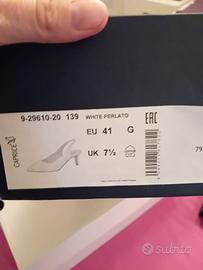 9-29610-20 139 WHITE PERLATO
EAC
CAPRICE
EU 41 G
UK 7½
79
subito